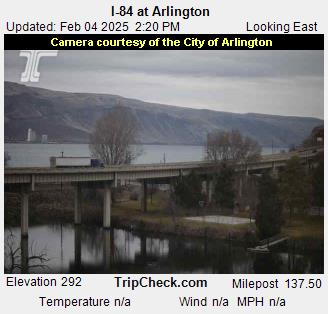 I-84 at Arlington
Updated: Feb 04 2025 2:20 PM Looking East
Camera courtesy of the City of Arlington
Elevation 292 TripCheck.com Milepost 137.50
Temperature n/a Wind n/a MPH n/a